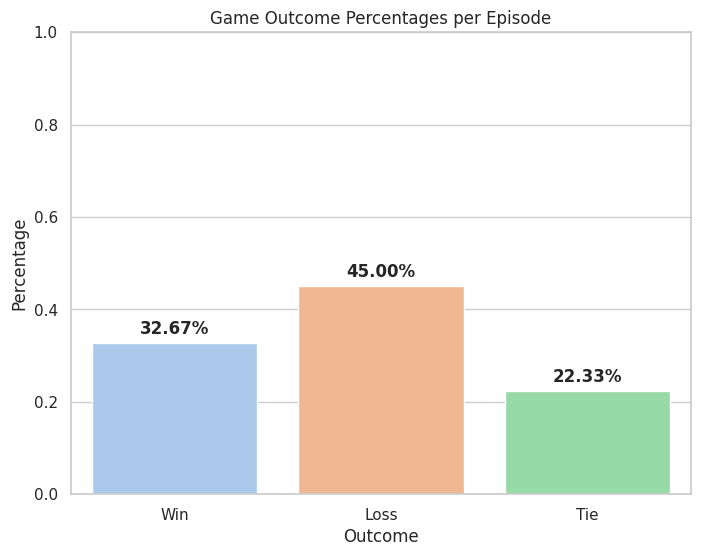 Game Outcome Percentages per Episode
1.0
0.8
0.6
0.4
0.2
0.0
Percentage
32.67%
45.00%
22.33%
Win
Loss
Tie
Outcome